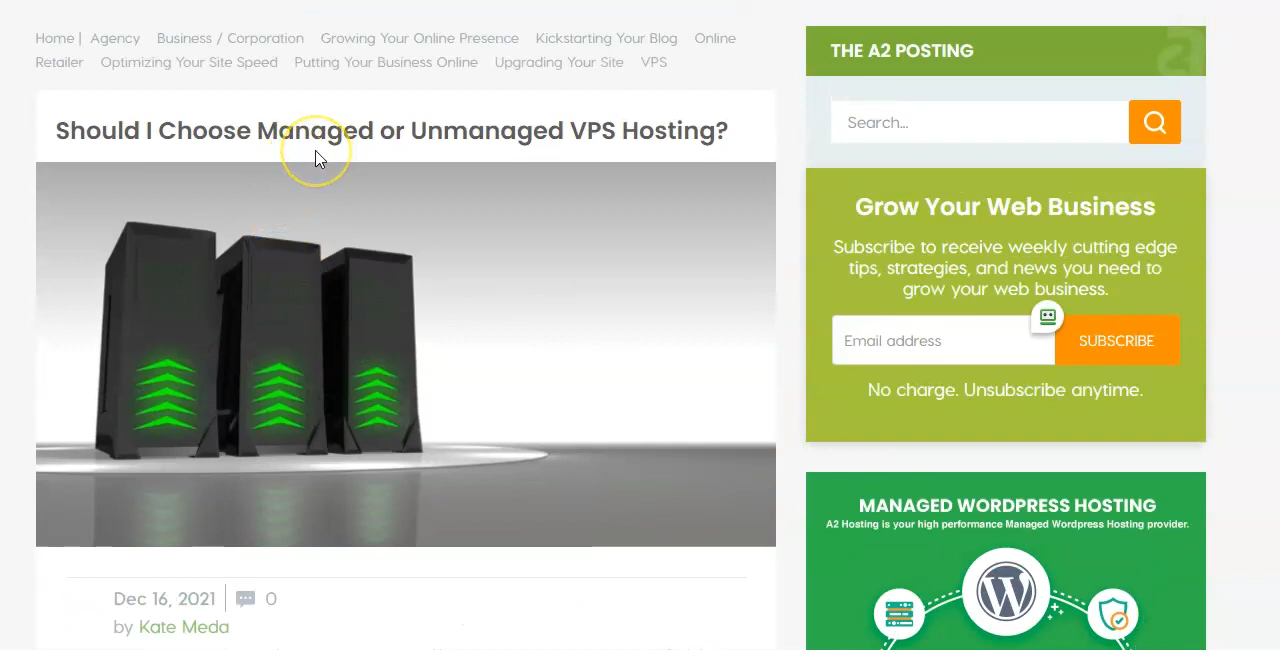 Home | Agency Business / Corporation Growing Your Online Presence Kickstarting Your Blog Online
Retailer Optimizing Your Site Speed Putting Your Business Online Upgrading Your Site VPS
Should I Choose Managed or Unmanaged VPS Hosting?
Dec 16, 2021 0
by Kate Meda
THE A2 POSTING
Search...
Grow Your Web Business
Subscribe to receive weekly cutting edge
tips, strategies, and news you need to
grow your web business.
Email address SUBSCRIBE
No charge. Unsubscribe anytime.
MANAGED WORDPRESS HOSTING
A2 Hosting is your high performance Managed Wordpress Hosting provider.